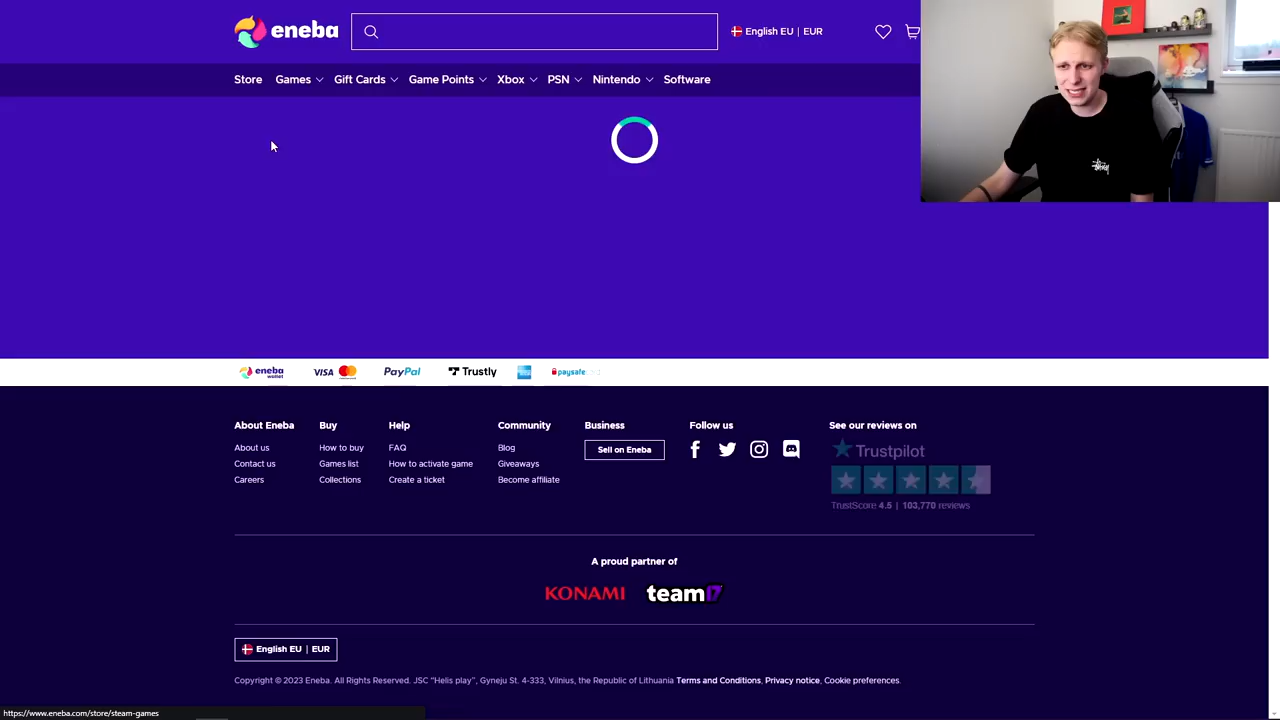 eneba
English EU | EUR
Store Games Gift Cards Game Points Xbox PSN Nintendo Software
eneba wallet VISA PayPal Trustly paysafe
About Eneba Buy Help Community Business Follow us See our reviews on
About us How to buy FAQ Blog Sell on Eneba Trustpilot
Contact us Games list How to activate game Giveaways
Careers Collections Create a ticket Become affiliate
TrustScore 4.5 | 103,770 reviews
A proud partner of
KONAMI team17
English EU | EUR
Copyright © 2023 Eneba. All Rights Reserved. JSC "Helis play", Gyneju St. 4-333, Vilnius, the Republic of Lithuania Terms and Conditions, Privacy notice, Cookie preferences.
https://www.eneba.com/store/steam-games